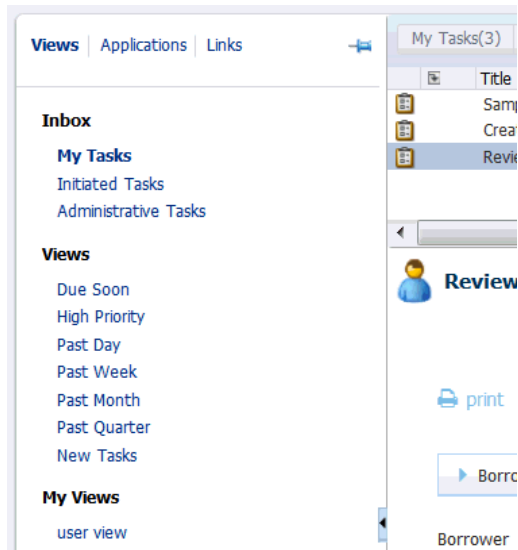 Views Applications Links
Inbox
My Tasks
Initiated Tasks
Administrative Tasks
Views
Due Soon
High Priority
Past Day
Past Week
Past Month
Past Quarter
New Tasks
My Views
user view
My Tasks(3)
Title
Review
print
Borrower